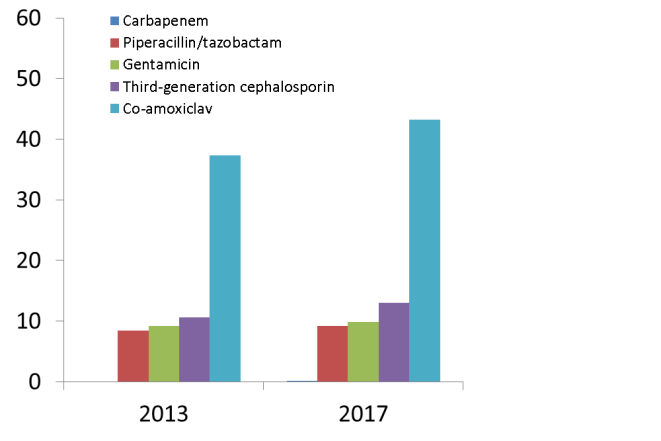 60
Carbapenem
Piperacillin/tazobactam
50
Gentamicin
Third-generation cephalosporin
Co-amoxiclav
40
30
20
10
0
2013 2017